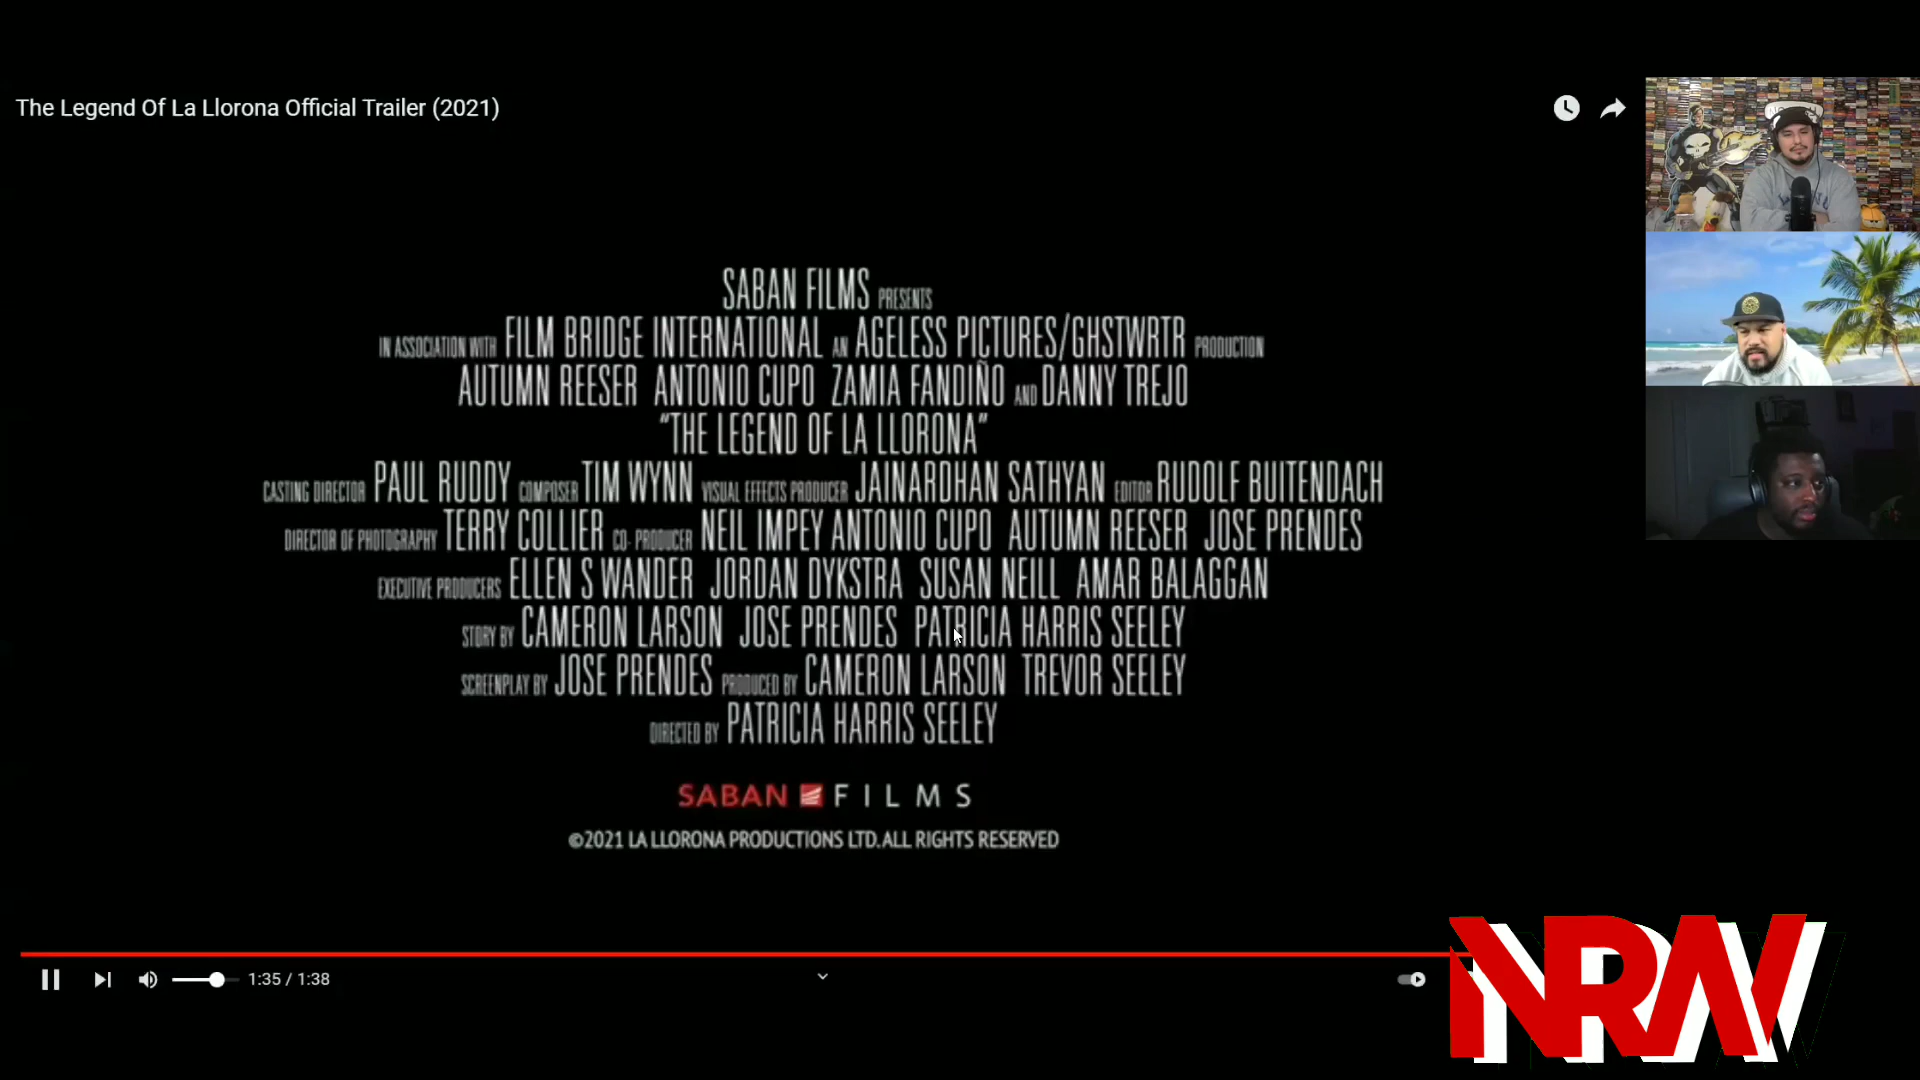 The Legend Of La Llorona Official Trailer (2021)
SABAN FILMS PRESENTS
IN ASSOCIATION WITH FILM BRIDGE INTERNATIONAL AN AGELESS PICTURES/GHSTWRTR PRODUCTION
AUTUMN REESER ANTONIO CUPO ZAMIA FANDIÑO AND DANNY TREJO
"THE LEGEND OF LA LLORONA"
CASTING DIRECTOR PAUL RUDDY COMPOSER TIM WYNN VISUAL EFFECTS PRODUCER JAINARDHAN SATHYAN EDITOR RUDOLF BUITENDACH
DIRECTOR OF PHOTOGRAPHY TERRY COLLIER CO-PRODUCER NEIL IMPEY ANTONIO CUPO AUTUMN REESER JOSE PRENDES
EXECUTIVE PRODUCERS ELLEN S WANDER JORDAN DYKSTRA SUSAN NEILL AMAR BALAGGAN
STORY BY CAMERON LARSON JOSE PRENDES PATRICIA HARRIS SEELEY
SCREENPLAY BY JOSE PRENDES PRODUCED BY CAMERON LARSON TREVOR SEELEY
DIRECTED BY PATRICIA HARRIS SEELEY
SABAN FILMS
©2021 LA LLORONA PRODUCTIONS LTD. ALL RIGHTS RESERVED
1:35 / 1:38
NRW